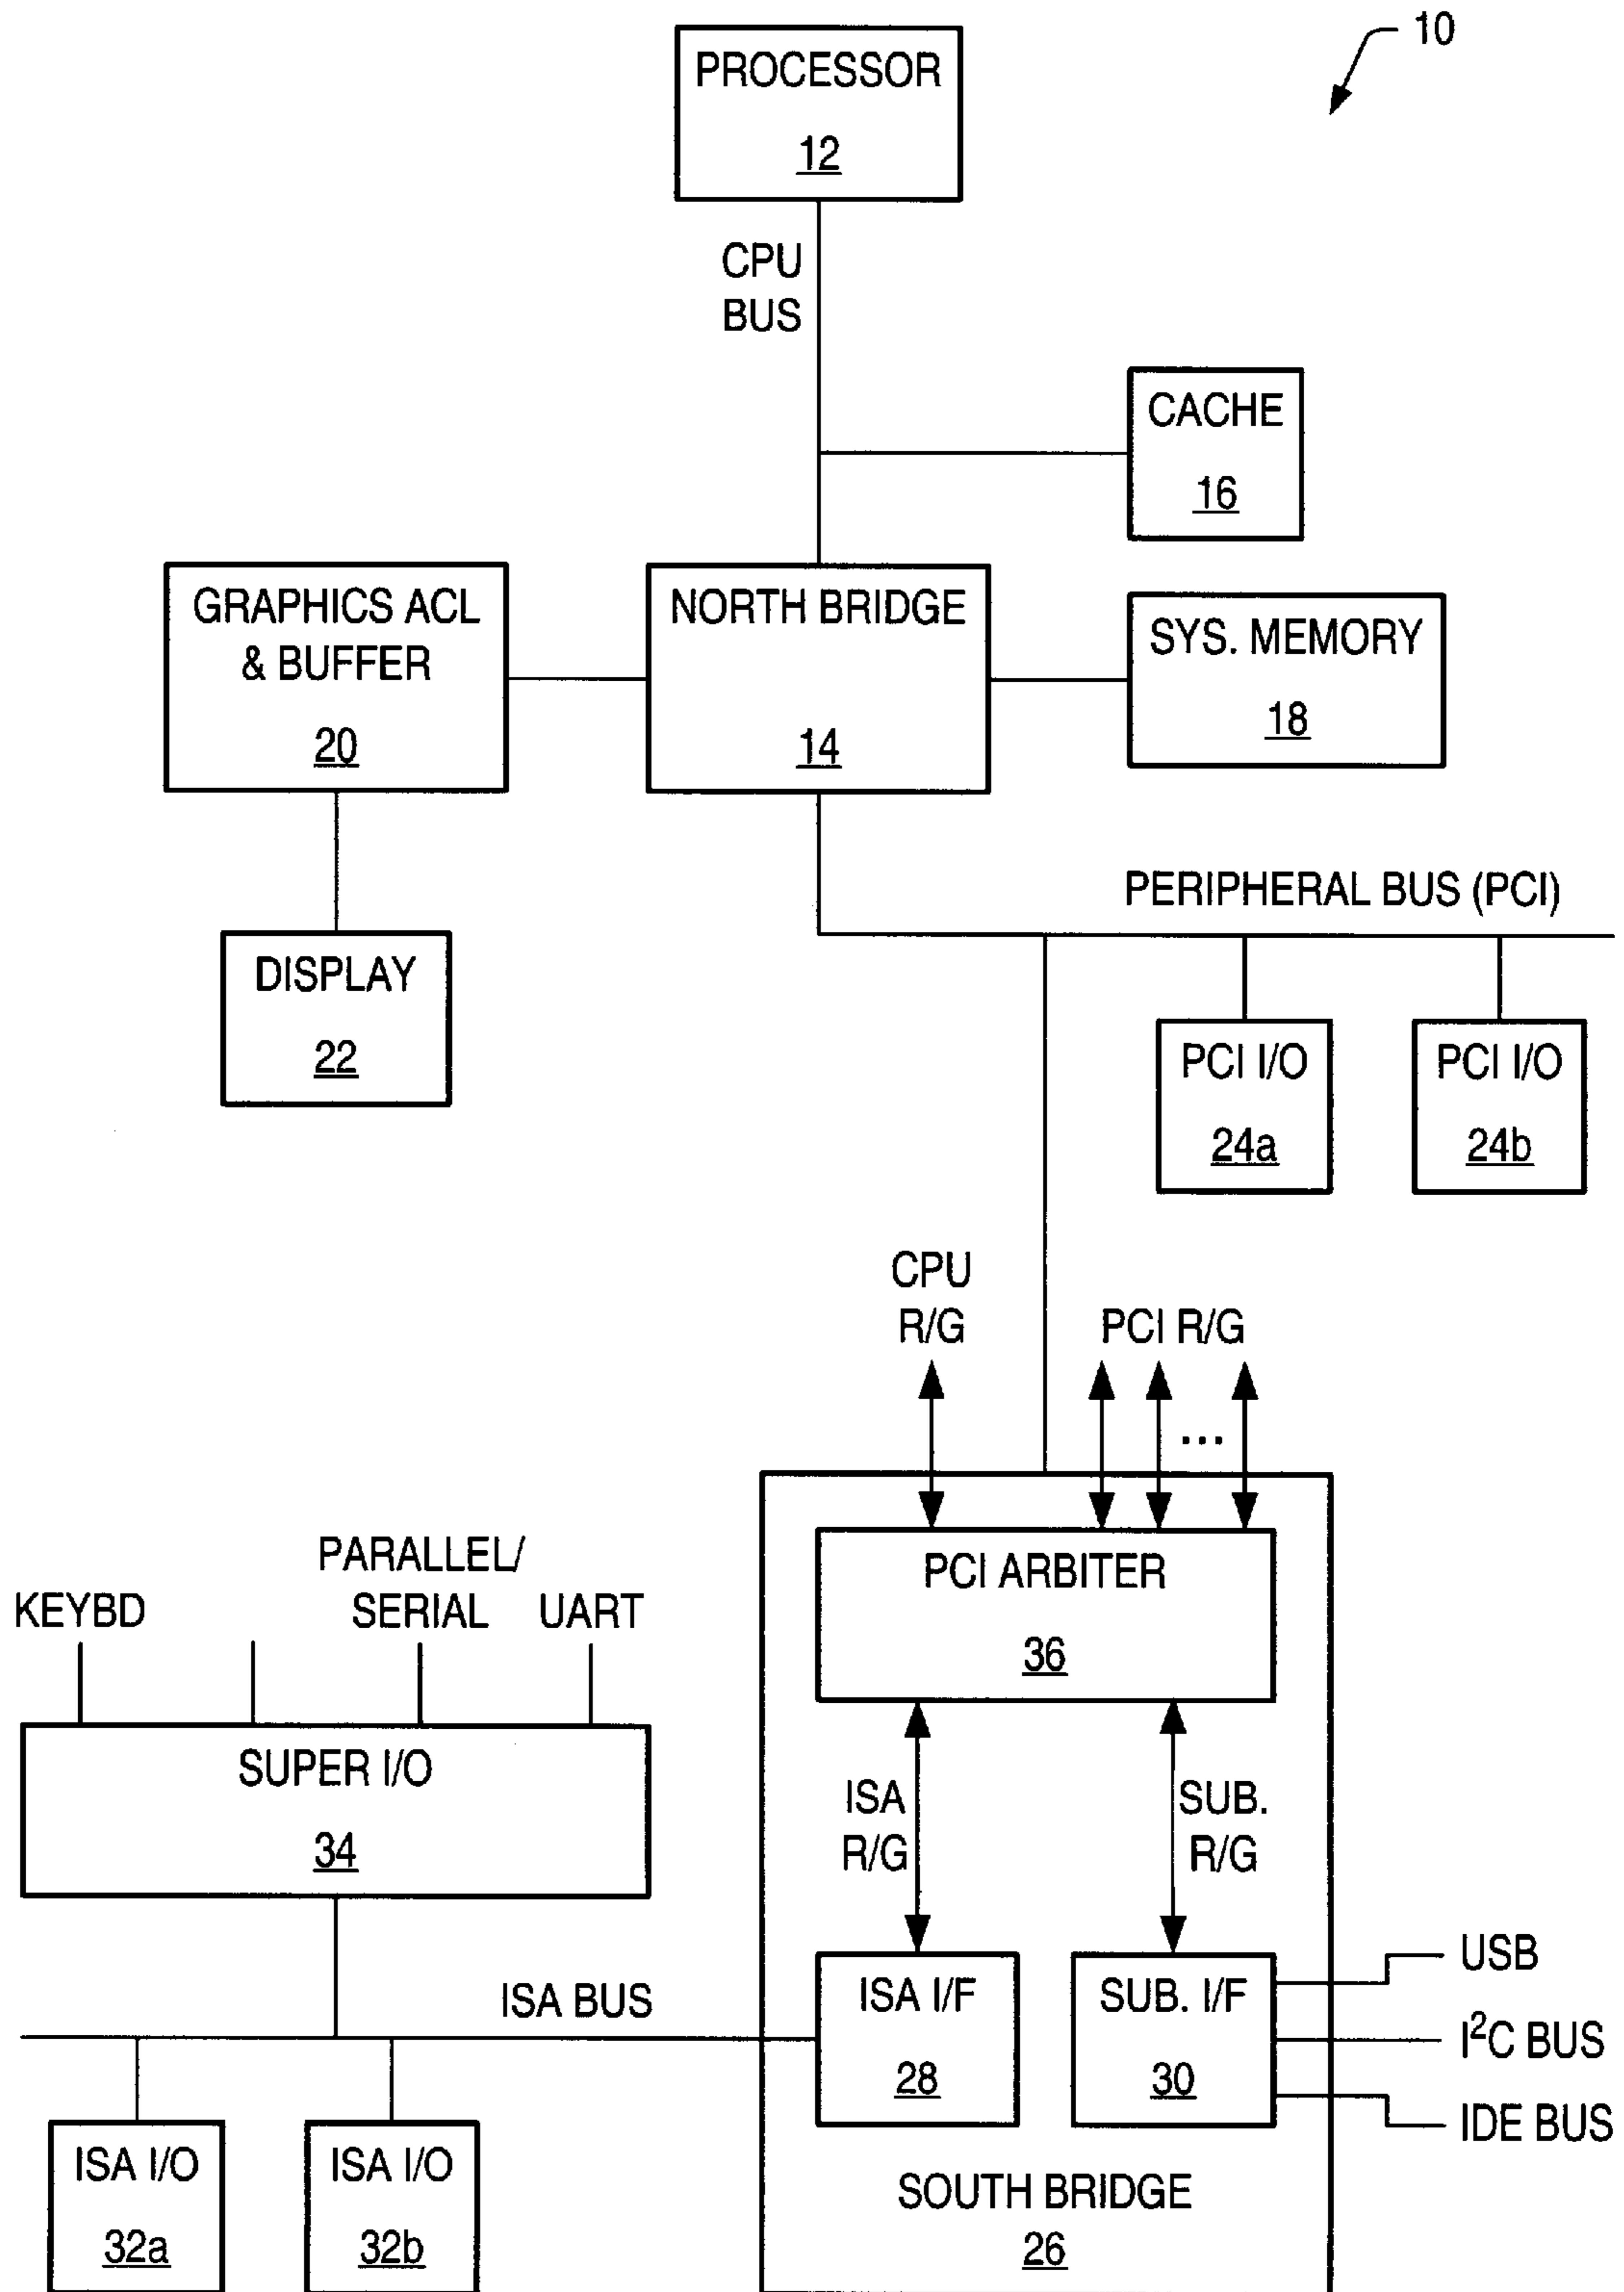 10
PROCESSOR
12
CPU
BUS
CACHE
16
GRAPHICS ACL
& BUFFER
20
NORTH BRIDGE
14
SYS. MEMORY
18
PERIPHERAL BUS (PCI)
DISPLAY
22
PCI I/O
24a
PCI I/O
24b
CPU
R/G
PCI R/G
...
PARALLEL/
SERIAL
KEYBD
UART
PCI ARBITER
36
SUPER I/O
34
ISA
R/G
SUB.
R/G
ISA BUS
ISA I/F
28
SUB. I/F
30
USB
I²C BUS
IDE BUS
ISA I/O
32a
ISA I/O
32b
SOUTH BRIDGE
26